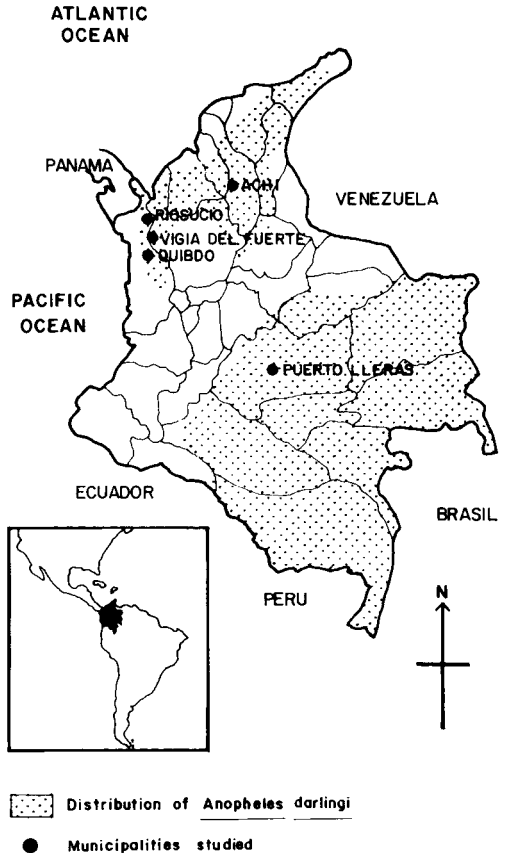 ATLANTIC
OCEAN
PANAMA
ACHI
VENEZUELA
RIOSUCIO
VIGIA DEL FUERTE
QUIBDO
PACIFIC
OCEAN
PUERTO LLERAS
ECUADOR
BRASIL
PERU
N
Distribution of Anopheles darlingi
Municipalities studied